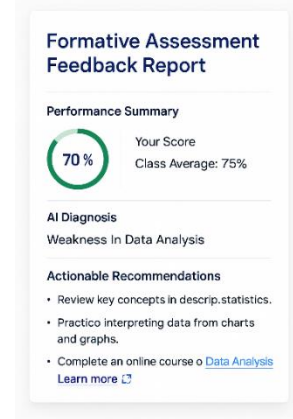 Formative Assessment
Feedback Report
Performance Summary
70 %
Your Score
Class Average: 75%
AI Diagnosis
Weakness In Data Analysis
Actionable Recommendations
• Review key concepts in descrip.statistics.
• Practico interpreting data from charts
and graphs.
• Complete an online course o Data Analysis
Learn more